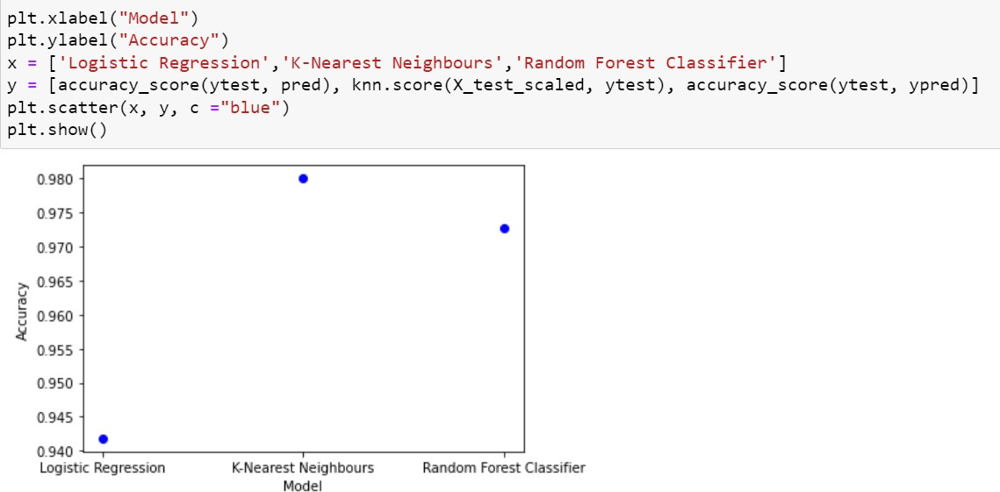 plt.xlabel("Model")
plt.ylabel("Accuracy")
x = ['Logistic Regression','K-Nearest Neighbours','Random Forest Classifier']
y = [accuracy_score(ytest, pred), knn.score(X_test_scaled, ytest), accuracy_score(ytest, ypred)]
plt.scatter(x, y, c ="blue")
plt.show()
0.980
0.975
0.970
0.965
0.960
0.955
0.950
0.945
0.940
Accuracy
Logistic Regression K-Nearest Neighbours Random Forest Classifier
Model